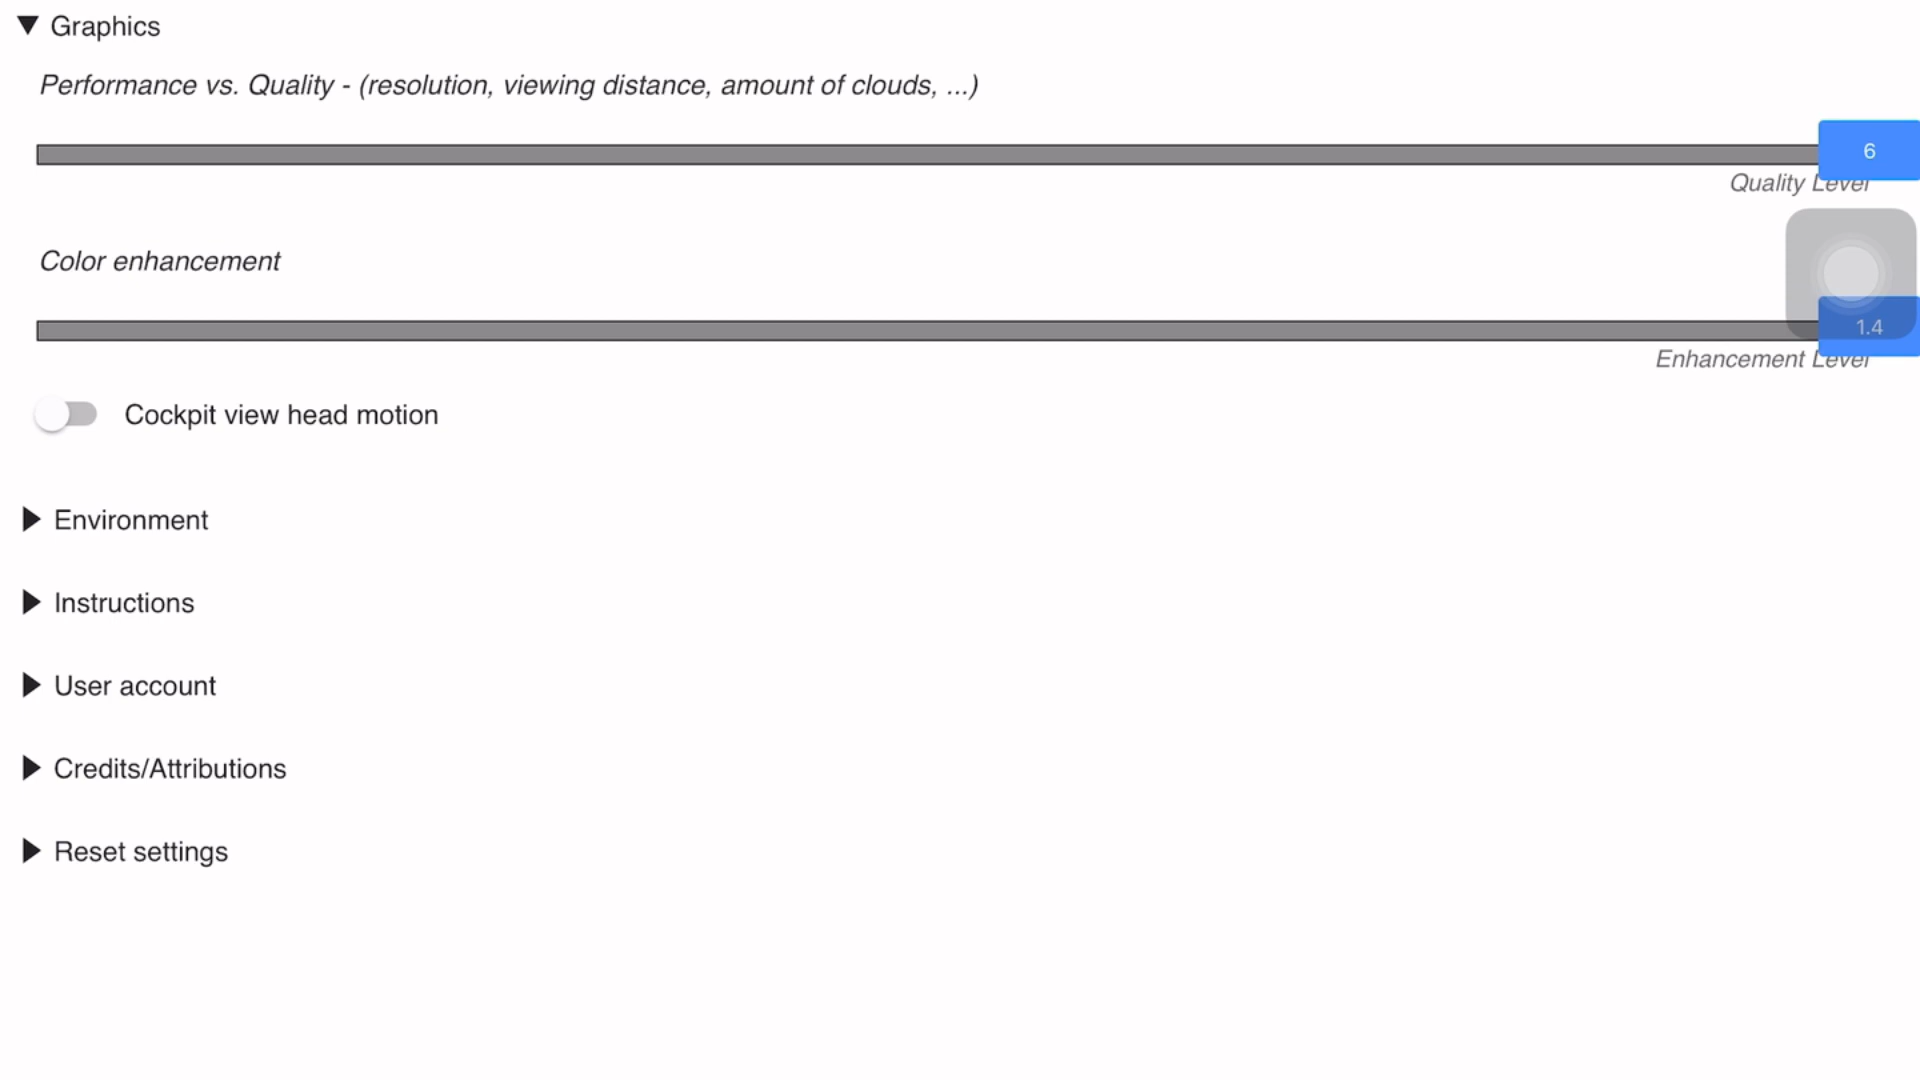 Graphics
Performance vs. Quality - (resolution, viewing distance, amount of clouds, ...)
6
Quality Level
Color enhancement
1.4
Enhancement Level
Cockpit view head motion
Environment
Instructions
User account
Credits/Attributions
Reset settings